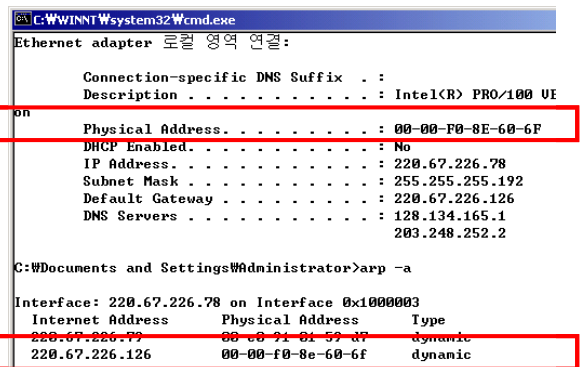 C:₩WINNT₩system32₩cmd.exe
Ethernet adapter 로컬 영역 연결:
Connection-specific DNS Suffix . :
Description . . . . . . . . . . . : Intel(R) PRO/100 VE
on
Physical Address. . . . . . . . . : 00-00-F0-8E-60-6F
DHCP Enabled. . . . . . . . . . . : No
IP Address. . . . . . . . . . . . : 220.67.226.78
Subnet Mask . . . . . . . . . . . : 255.255.255.192
Default Gateway . . . . . . . . . : 220.67.226.126
DNS Servers . . . . . . . . . . . : 128.134.165.1
203.248.252.2
C:₩Documents and Settings₩Administrator>arp -a
Interface: 220.67.226.78 on Interface 0x1000003
Internet Address Physical Address Type
220.67.226.79 dynamic
220.67.226.126 00-00-f0-8e-60-6f dynamic